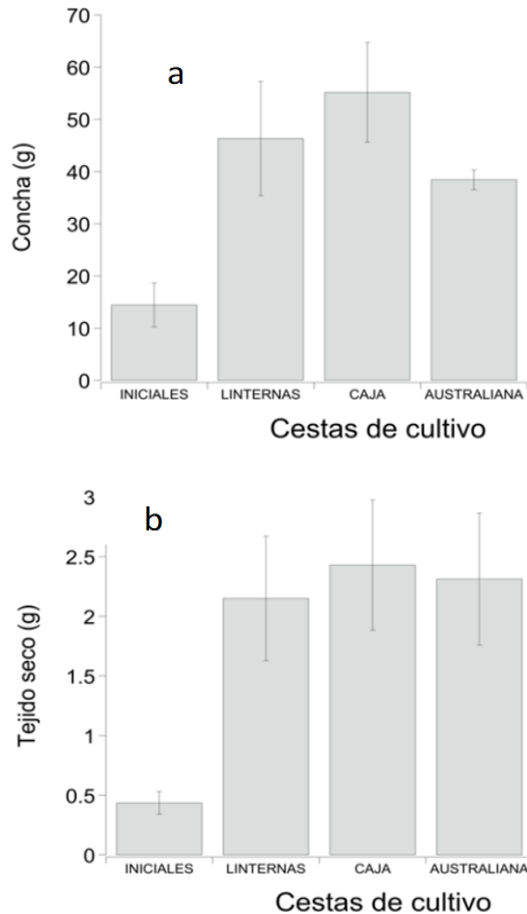 70
a
60
50
40
30
20
10
0
Concha (g)
INICIALES LINTERNAS CAJA AUSTRALIANA
Cestas de cultivo
3
b
2.5
2
1.5
1
0.5
0
Tejido seco (g)
INICIALES LINTERNAS CAJA AUSTRALIANA
Cestas de cultivo